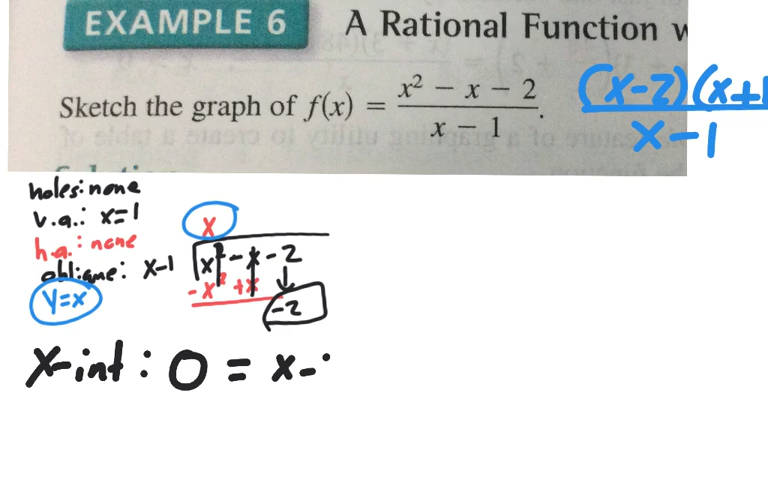 EXAMPLE 6 A Rational Function w
Sketch the graph of f(x) = (x² − x − 2)/(x − 1). (x-2)(x+1/x-1
holes: none
v.a.: x=1
h.a.: none
x
oblique: x-1 x² - x - 2
-x² +x
-2
y=x
x-int: 0 = x-